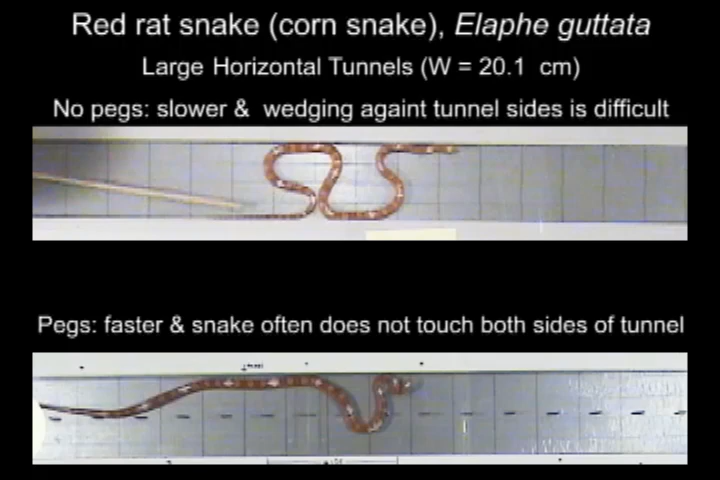 Red rat snake (corn snake), Elaphe guttata
Large Horizontal Tunnels (W = 20.1 cm)
No pegs: slower & wedging againt tunnel sides is difficult
Pegs: faster & snake often does not touch both sides of tunnel